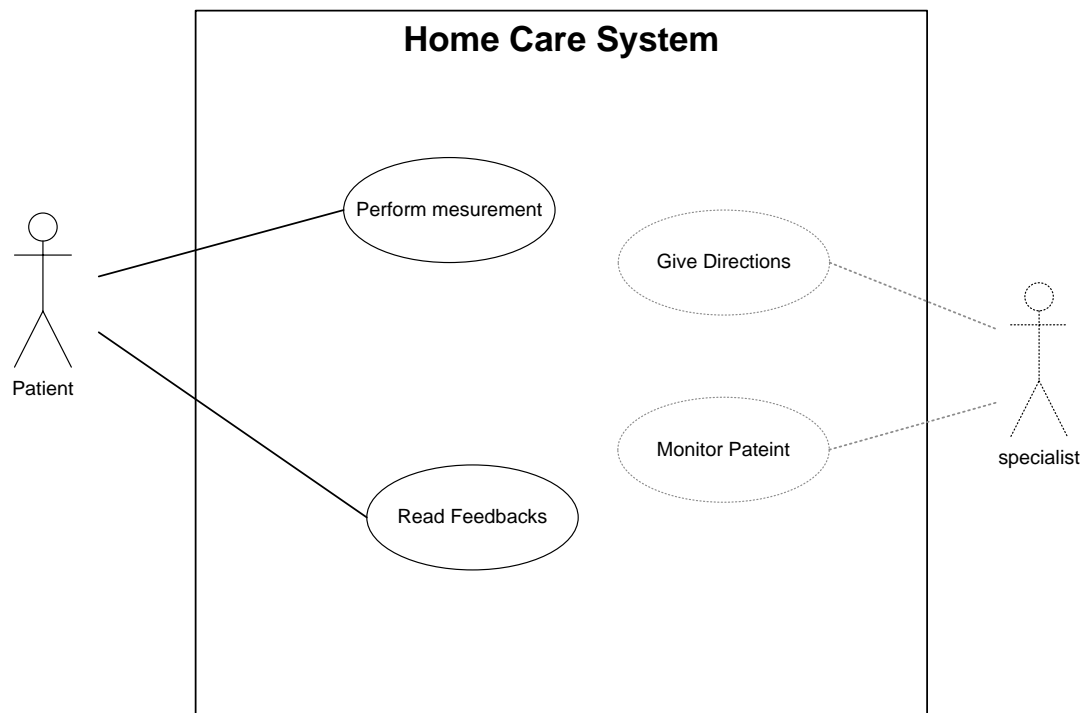 Home Care System
Perform mesurement
Give Directions
Patient
Monitor Pateint
specialist
Read Feedbacks